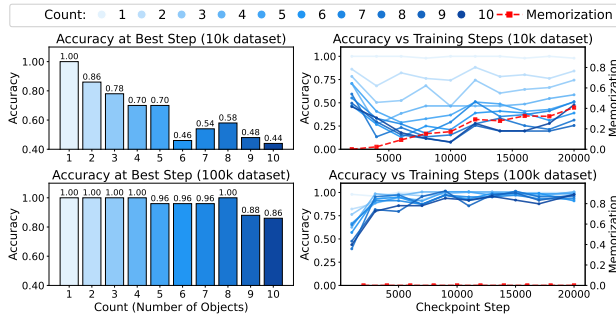 Count: 1 2 3 4 5 6 7 8 9 10 Memorization
Accuracy at Best Step (10k dataset)
Accuracy
1.00
0.80
0.60
0.40
1.00 0.86 0.78 0.70 0.70 0.46 0.54 0.58 0.48 0.44
1 2 3 4 5 6 7 8 9 10
Accuracy vs Training Steps (10k dataset)
Accuracy
1.00
0.75
0.50
0.25
0.00
5000 10000 15000 20000
0.8
0.6
0.4
0.2
0.0
Memorization
Accuracy at Best Step (100k dataset)
Accuracy
1.00
0.80
0.60
0.40
1.00 1.00 1.00 1.00 0.96 0.96 0.96 1.00 0.88 0.86
1 2 3 4 5 6 7 8 9 10
Count (Number of Objects)
Accuracy vs Training Steps (100k dataset)
Accuracy
1.00
0.75
0.50
0.25
0.00
5000 10000 15000 20000
Checkpoint Step
0.8
0.6
0.4
0.2
0.0
Memorization